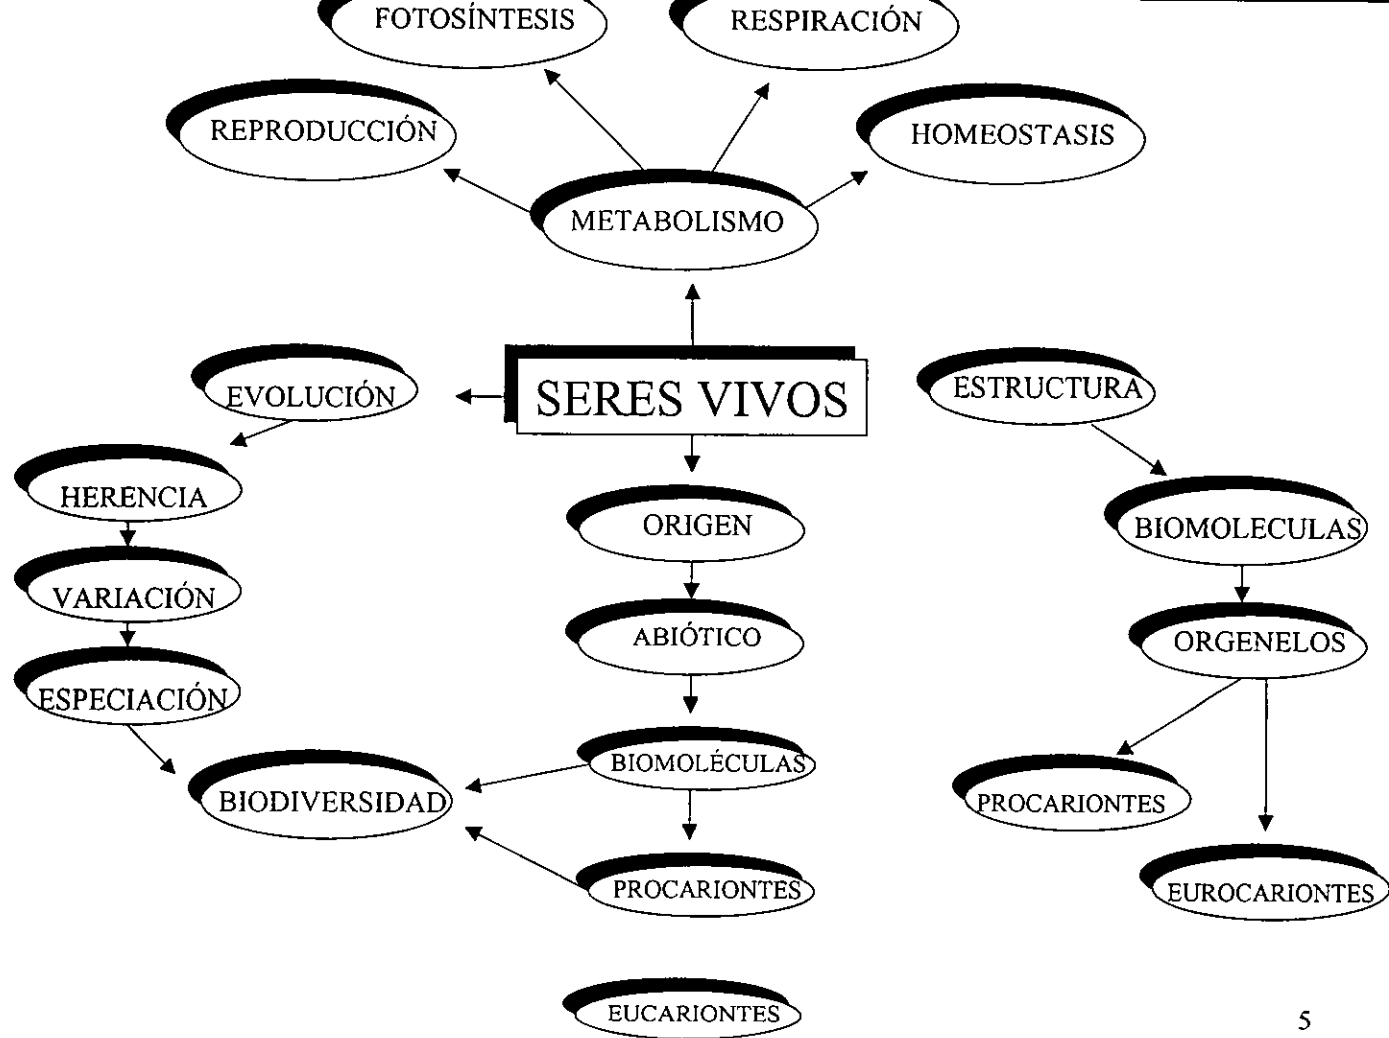 FOTOSÍNTESIS
RESPIRACIÓN
REPRODUCCIÓN
HOMEOSTASIS
METABOLISMO
SERES VIVOS
EVOLUCIÓN
ESTRUCTURA
HERENCIA
ORIGEN
BIOMOLECULAS
VARIACIÓN
ABIÓTICO
ORGENELOS
ESPECIACIÓN
BIOMOLÉCULAS
BIODIVERSIDAD
PROCARIONTES
PROCARIONTES
EUROCARIONTES
EUCARIONTES
5